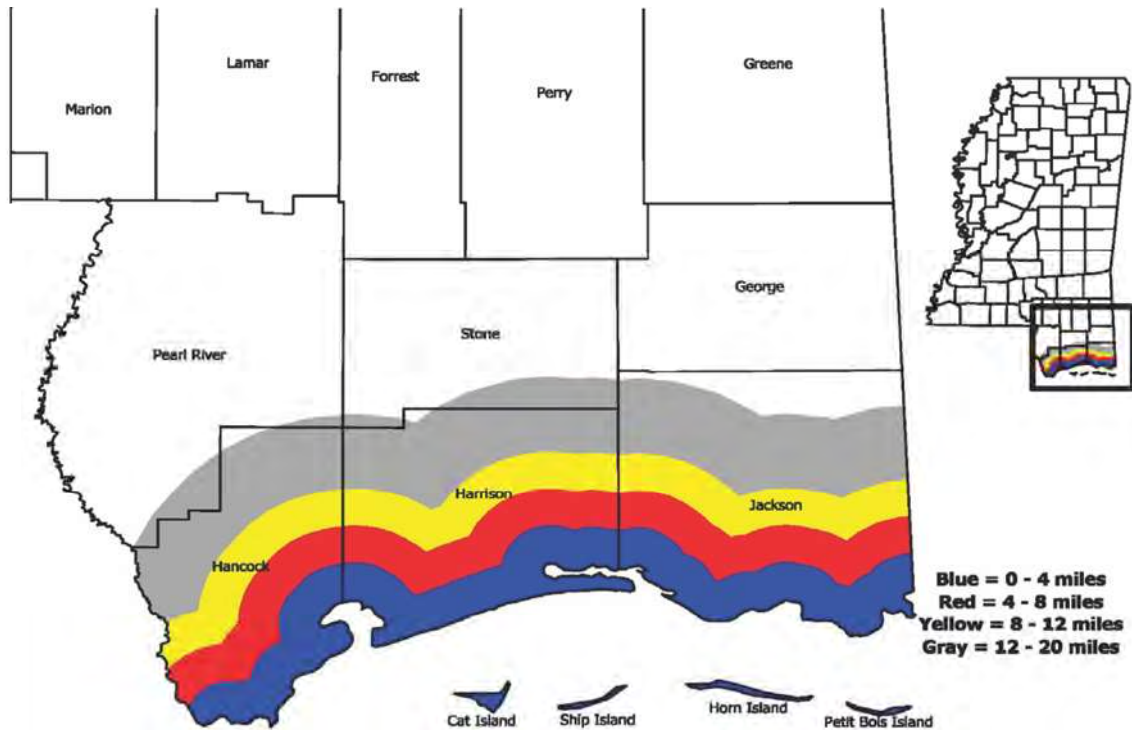 Marion
Lamar
Forrest
Perry
Greene
Pearl River
Stone
George
Hancock
Harrison
Jackson
Blue = 0 - 4 miles
Red = 4 - 8 miles
Yellow = 8 - 12 miles
Gray = 12 - 20 miles
Cat Island
Ship Island
Horn Island
Petit Bois Island